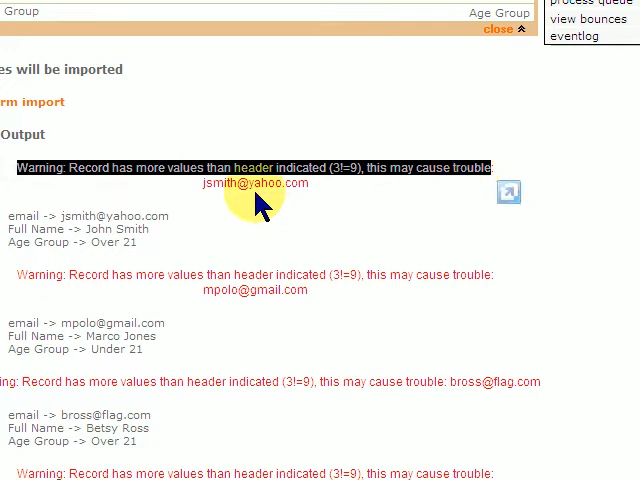 Group
Age Group
close
process queue
view bounces
eventlog
es will be imported
rm import
Output
Warning: Record has more values than header indicated (3!=9), this may cause trouble:
jsmith@yahoo.com
email -> jsmith@yahoo.com
Full Name -> John Smith
Age Group -> Over 21
Warning: Record has more values than header indicated (3!=9), this may cause trouble:
mpolo@gmail.com
email -> mpolo@gmail.com
Full Name -> Marco Jones
Age Group -> Under 21
ng: Record has more values than header indicated (3!=9), this may cause trouble: bross@flag.com
email -> bross@flag.com
Full Name -> Betsy Ross
Age Group -> Over 21
Warning: Record has more values than header indicated (3!=9), this may cause trouble: